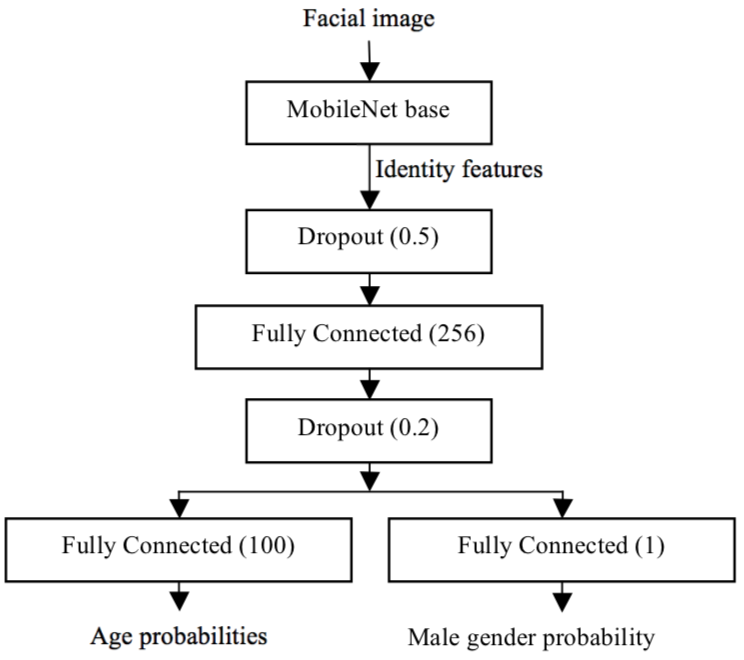 Facial image
MobileNet base
Identity features
Dropout (0.5)
Fully Connected (256)
Dropout (0.2)
Fully Connected (100)
Fully Connected (1)
Age probabilities
Male gender probability